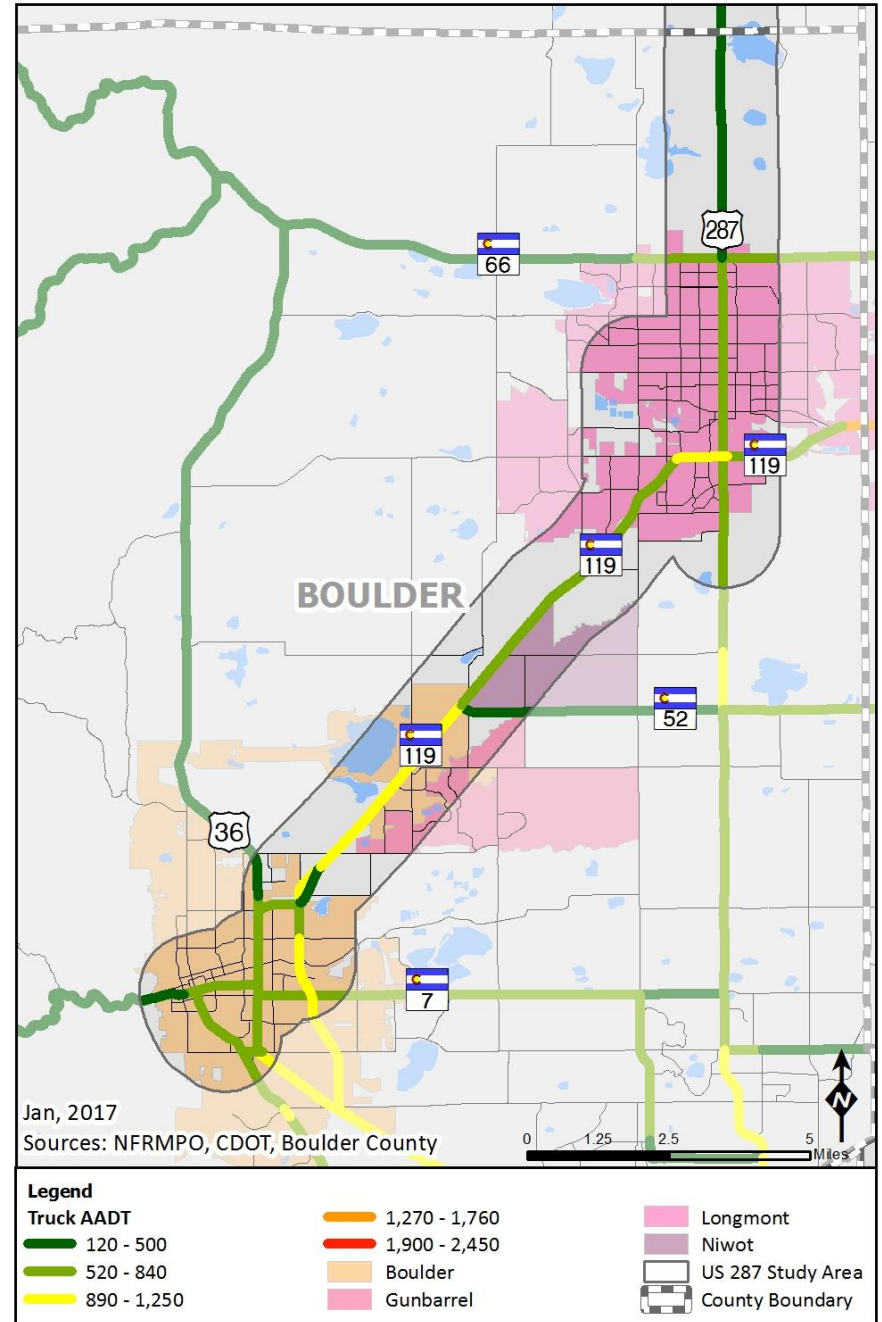 287
66
119
119
BOULDER
52
119
36
7
N
Jan, 2017
Sources: NFRMPO, CDOT, Boulder County
0 1.25 2.5 5
Miles
Legend
Truck AADT
120 - 500
520 - 840
890 - 1,250
1,270 - 1,760
1,900 - 2,450
Boulder
Gunbarrel
Longmont
Niwot
US 287 Study Area
County Boundary